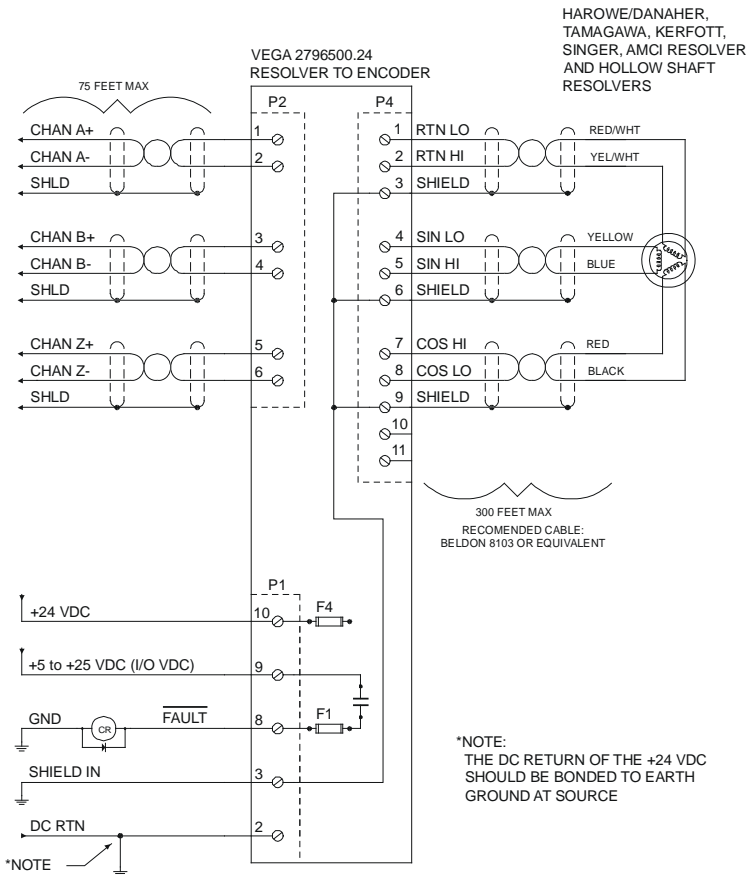 HAROWE/DANAHER,
TAMAGAWA, KERFOTT,
SINGER, AMCI RESOLVER
AND HOLLOW SHAFT
RESOLVERS
VEGA 2796500.24
RESOLVER TO ENCODER
75 FEET MAX
P2
P4
CHAN A+
1
1
RTN LO
RED/WHT
CHAN A-
2
2
RTN HI
YEL/WHT
SHLD
3
SHIELD
CHAN B+
3
4
SIN LO
YELLOW
CHAN B-
4
5
SIN HI
BLUE
SHLD
6
SHIELD
CHAN Z+
5
7
COS HI
RED
CHAN Z-
6
8
COS LO
BLACK
SHLD
9
SHIELD
10
11
300 FEET MAX
RECOMENDED CABLE:
BELDON 8103 OR EQUIVALENT
P1
+24 VDC
10
F4
+5 to +25 VDC (I/O VDC)
9
GND
CR
FAULT
8
F1
SHIELD IN
3
DC RTN
2
*NOTE
*NOTE:
THE DC RETURN OF THE +24 VDC
SHOULD BE BONDED TO EARTH
GROUND AT SOURCE